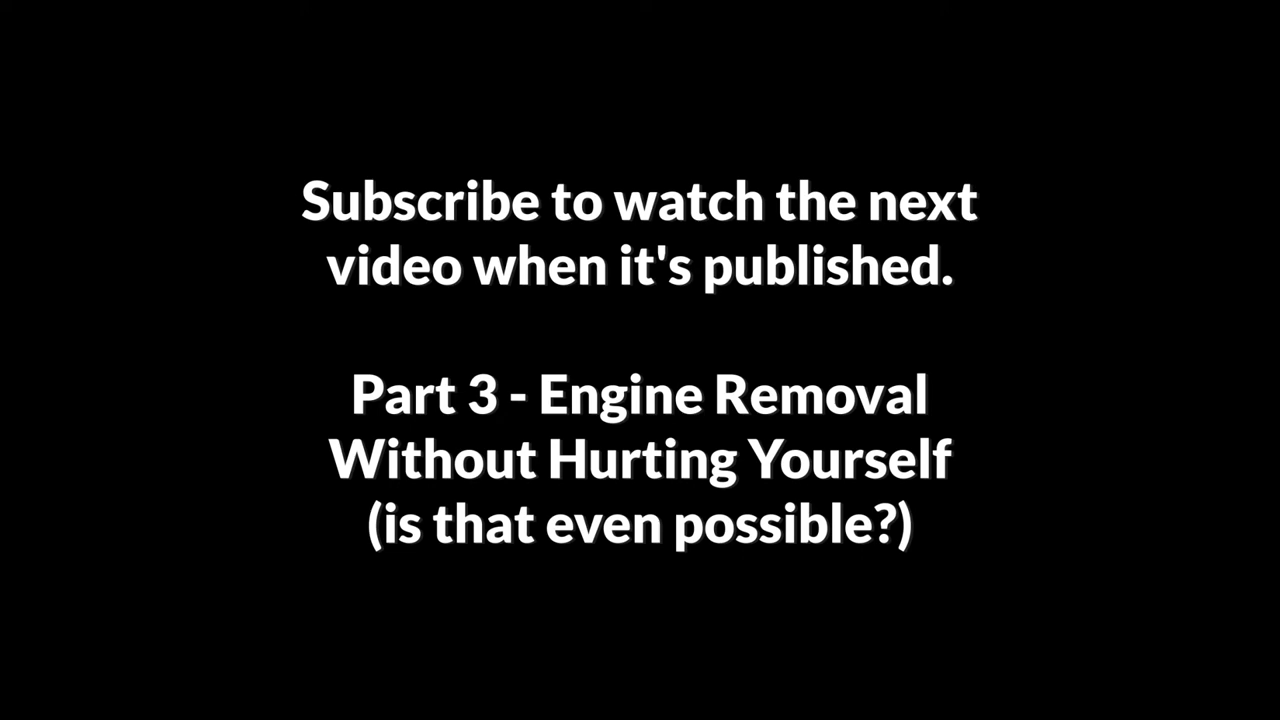 Subscribe to watch the next
video when it's published.
Part 3 - Engine Removal
Without Hurting Yourself
(is that even possible?)